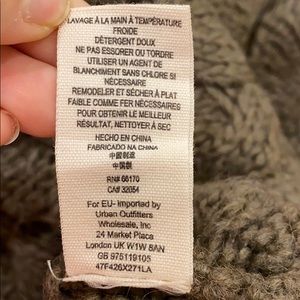 LAVAGE À LA MAIN À TEMPÉRATURE
FROIDE
DÉTERGENT DOUX
NE PAS ESSORER OU TORDRE
UTILISER UN AGENT DE
BLANCHIMENT SANS CHLORE SI
NÉCESSAIRES
REMODELER ET SÉCHER À PLAT
FAIBLE COMME FER NÉCESSAIRES
POUR OBTENIR LE MEILLEUR
RÉSULTAT, NETTOYER À SEC
HECHO EN CHINA
FABRICADO NA CHINA
中國製造
中国制
RN# 66170
CA# 32054
For EU- imported by
Urban Outfitters
Wholesale, Inc
24 Market Place
London UK W1W 8AN
GB 975119105
47F426X271LA